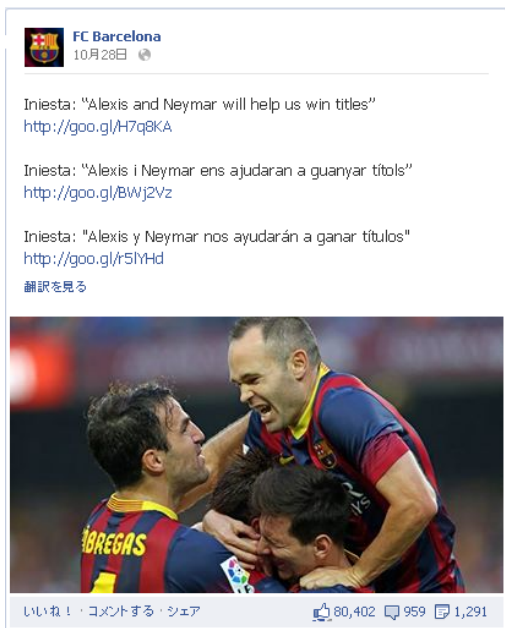 FC Barcelona
10月28日
Iniesta: “Alexis and Neymar will help us win titles”
http://goo.gl/H7q8KA
Iniesta: “Alexis i Neymar ens ajudaran a guanyar títols”
http://goo.gl/BWj2Vz
Iniesta: "Alexis y Neymar nos ayudarán a ganar títulos"
http://goo.gl/r5lYHd
翻訳を見る
FÀBREGAS
いいね！ · コメントする · シェア 80,402 959 1,291